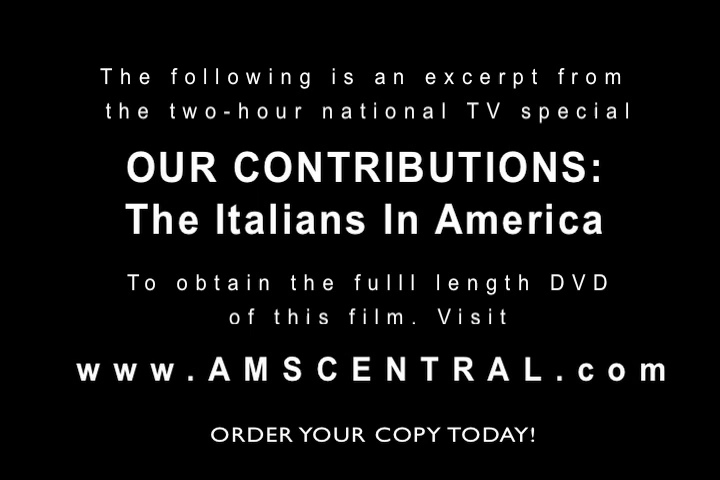 The following is an excerpt from
the two-hour national TV special
OUR CONTRIBUTIONS:
The Italians In America
To obtain the fulll length DVD
of this film. Visit
www.AMSCENTRAL.com
ORDER YOUR COPY TODAY!